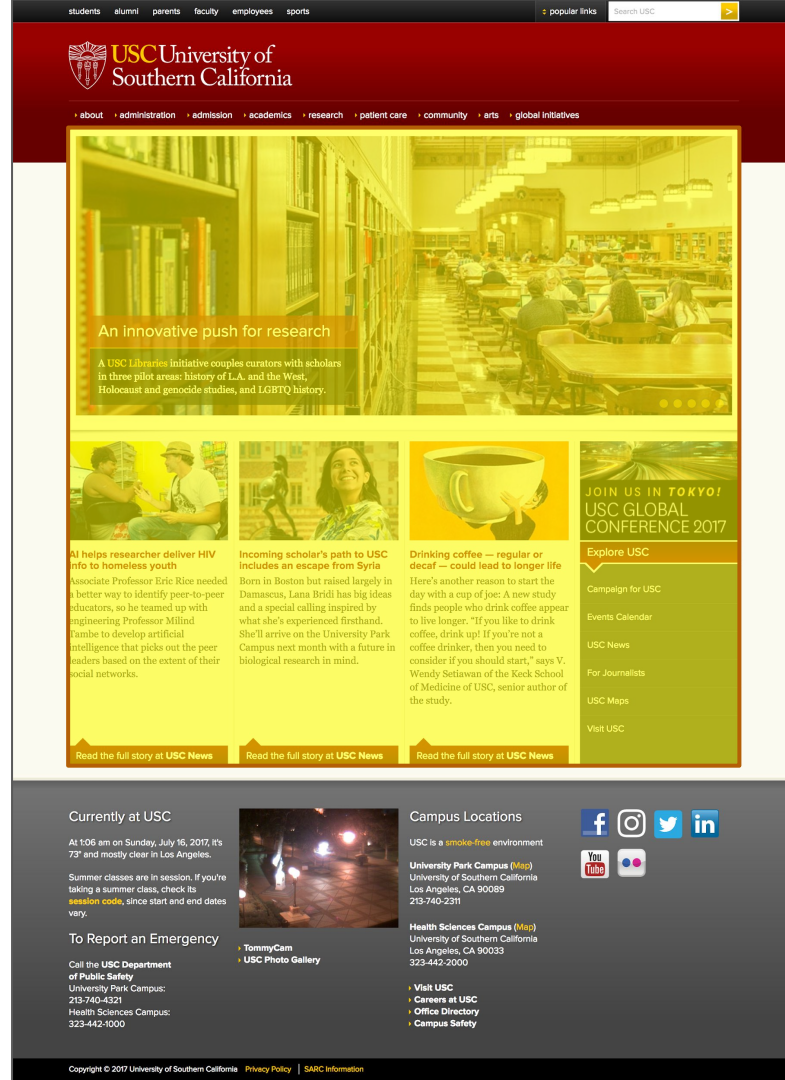 students alumni parents faculty employees sports
popular links
Search USC
>
USC University of
Southern California
about administration admission academics research patient care community arts global initiatives
An innovative push for research
A USC Libraries initiative couples curators with scholars
in three pilot areas: history of L.A. and the West,
Holocaust and genocide studies, and LGBTQ history.
AI helps researcher deliver HIV
info to homeless youth
Associate Professor Eric Rice needed
a better way to identify peer-to-peer
educators, so he teamed up with
engineering Professor Milind
Tambe to develop artificial
intelligence that picks out the peer
leaders based on the extent of their
social networks.
Read the full story at USC News
Incoming scholar's path to USC
includes an escape from Syria
Born in Boston but raised largely in
Damascus, Lana Bridi has big ideas
and a special calling inspired by
what she's experienced firsthand.
She'll arrive on the University Park
Campus next month with a future in
biological research in mind.
Read the full story at USC News
Drinking coffee — regular or
decaf — could lead to longer life
Here's another reason to start the
day with a cup of joe: A new study
finds people who drink coffee appear
to live longer. "If you like to drink
coffee, drink up! If you're not a
coffee drinker, then you need to
consider if you should start," says V.
Wendy Setiawan of the Keck School
of Medicine of USC, senior author of
the study.
Read the full story at USC News
JOIN US IN TOKYO!
USC GLOBAL
CONFERENCE 2017
Explore USC
Campaign for USC
Events Calendar
USC News
For Journalists
USC Maps
Visit USC
Currently at USC
At 1:06 am on Sunday, July 16, 2017, it's
73° and mostly clear in Los Angeles.
Summer classes are in session. If you're
taking a summer class, check its
session code, since start and end dates
vary.
To Report an Emergency
Call the USC Department
of Public Safety
University Park Campus:
213-740-4321
Health Sciences Campus:
323-442-1000
TommyCam
USC Photo Gallery
Campus Locations
USC is a smoke-free environment
University Park Campus (Map)
University of Southern California
Los Angeles, CA 90089
213-740-2311
Health Sciences Campus (Map)
University of Southern California
Los Angeles, CA 90033
323-442-2000
Visit USC
Careers at USC
Office Directory
Campus Safety
f
in
You
Tube
Copyright © 2017 University of Southern California Privacy Policy | SARC Information